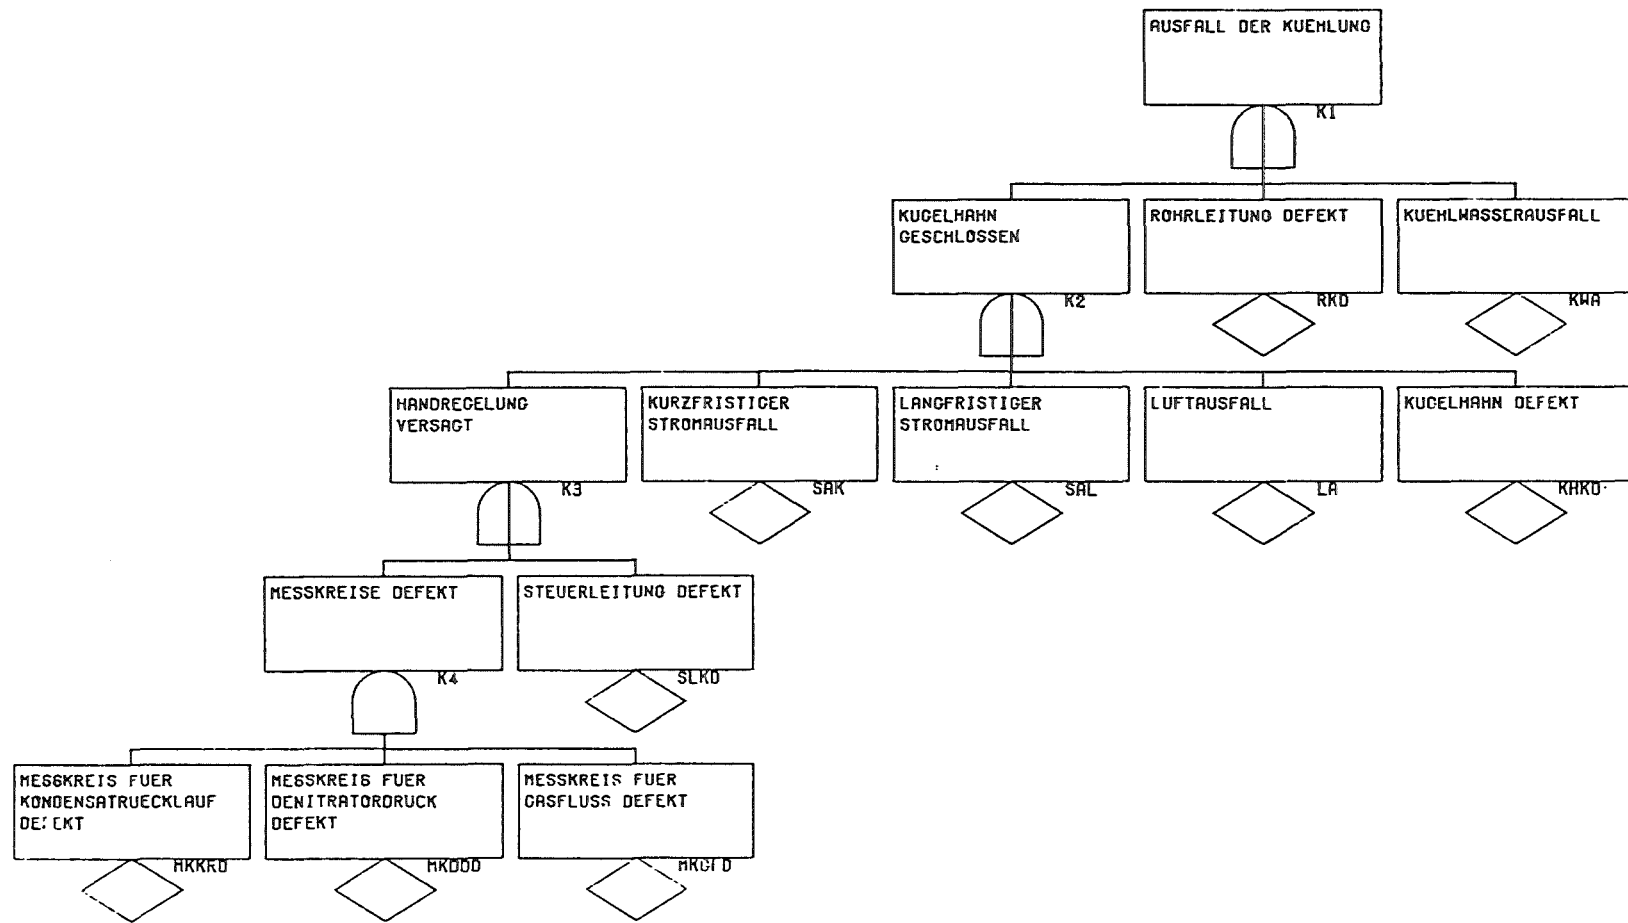 AUSFALL DER KUEHLUNG
K1
KUGELHAHN
GESCHLOSSEN
K2
ROHRLEITUNG DEFEKT
RKD
KUEHLWASSERAUSFALL
KWA
HANDREGELUNG
VERSAGT
K3
KURZFRISTIGER
STROMAUSFALL
SAK
LANGFRISTIGER
STROMAUSFALL
SAL
LUFTAUSFALL
LA
KUGELHAHN DEFEKT
KHKD
MESSKREISE DEFEKT
K4
STEUERLEITUNG DEFEKT
SLKD
MESSKREIS FUER
KONDENSATRUECKLAUF
DEFEKT
MKKRD
MESSKREIS FUER
DENITRATORDRUCK
DEFEKT
MKDDD
MESSKREIS FUER
GASFLUSS DEFEKT
MKGFD